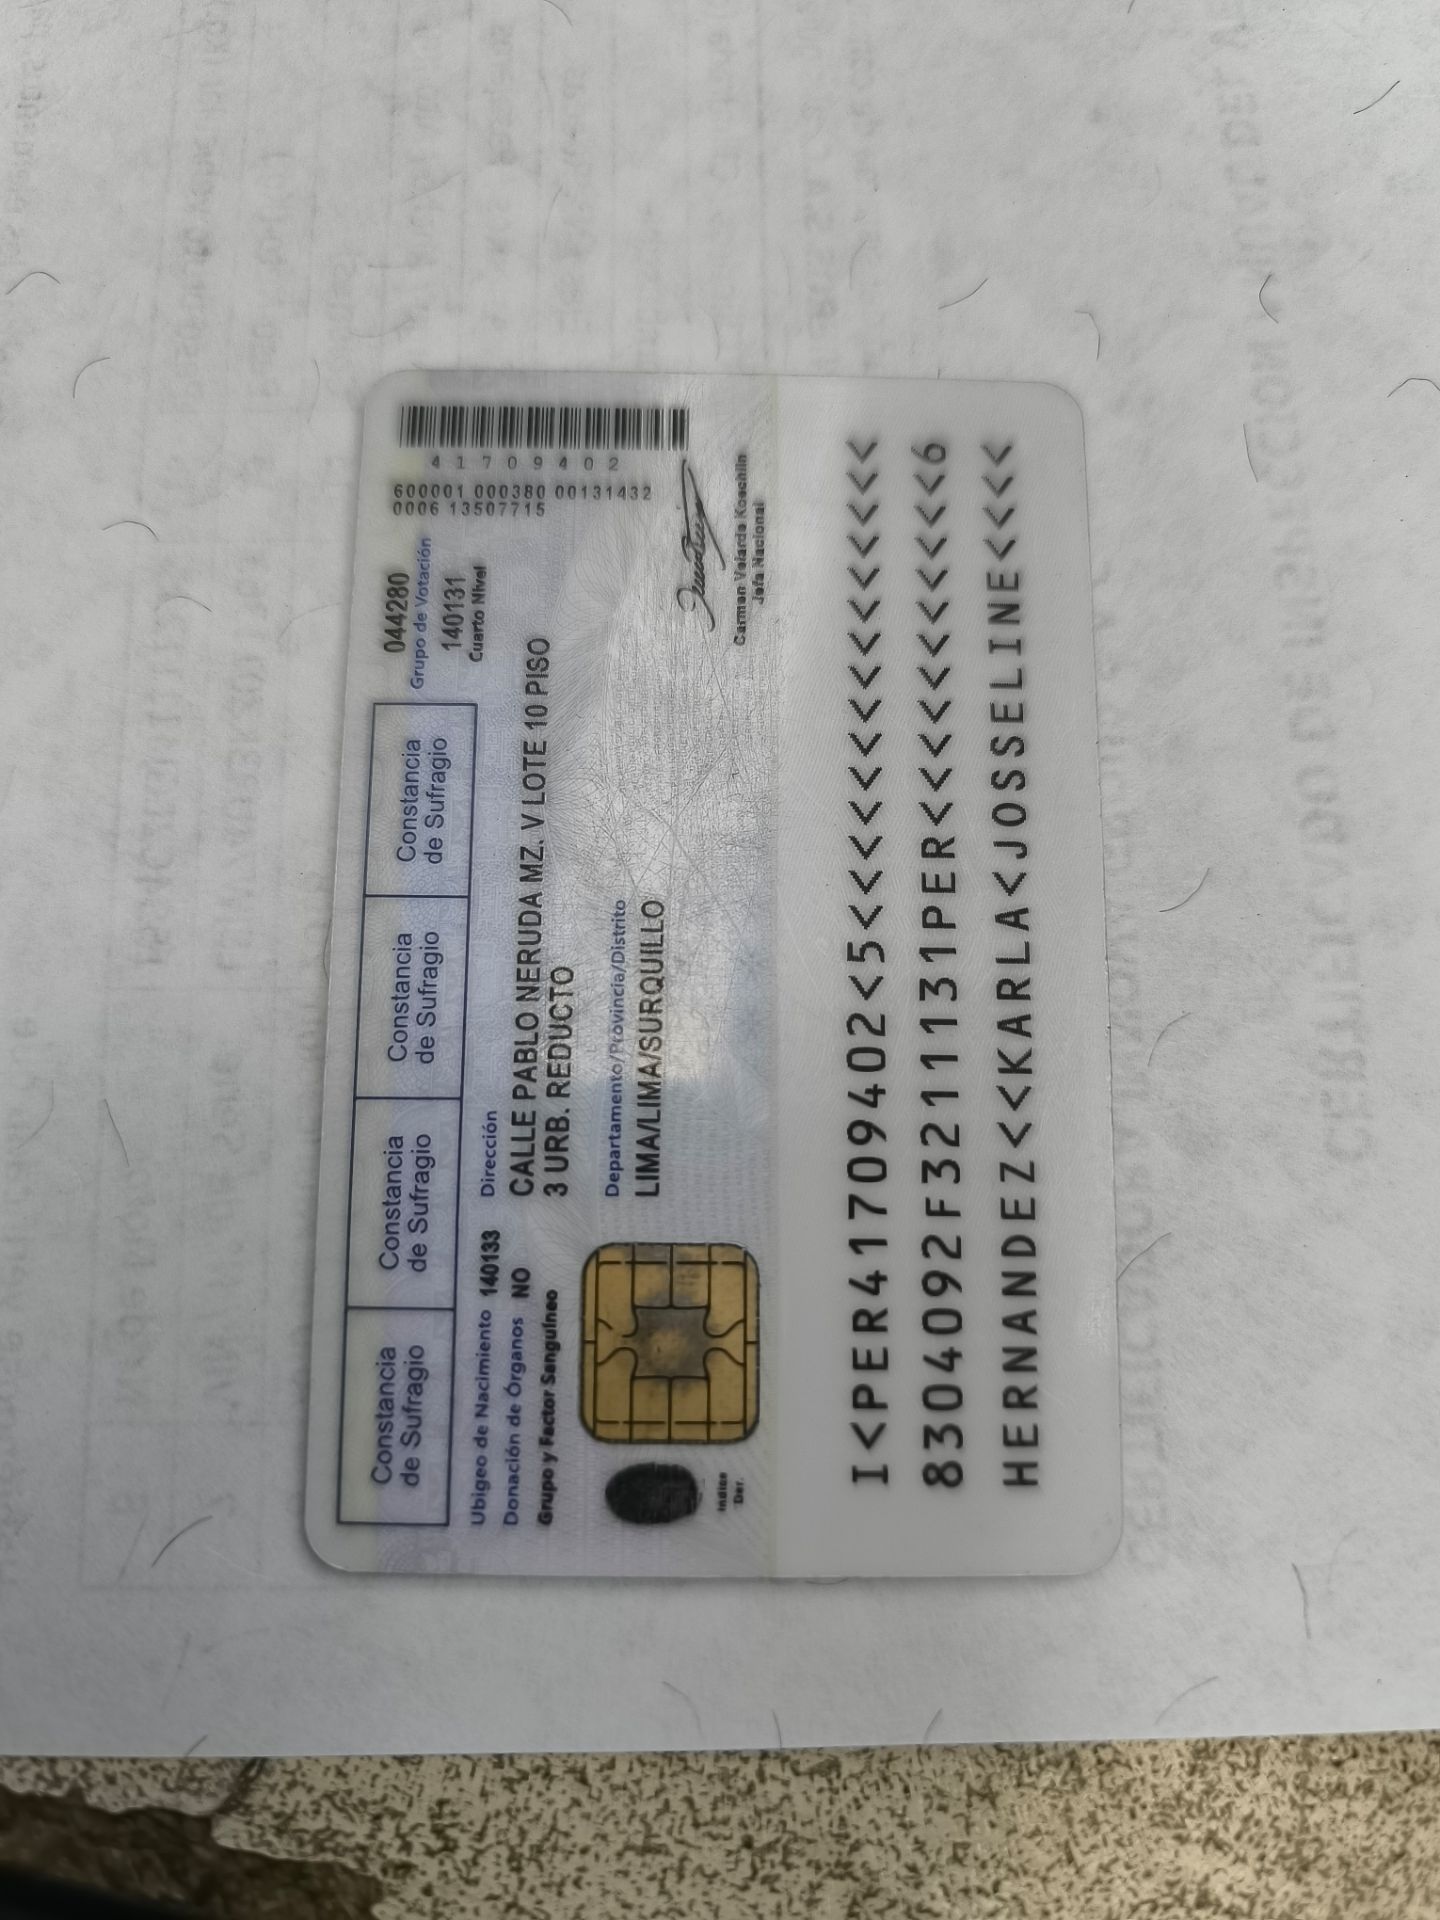 Constancia
de Sufragio
Constancia
de Sufragio
Constancia
de Sufragio
Constancia
de Sufragio
044280
Grupo de Votación
140131
Cuarto Nivel
41709402
600001 000380 00131432
0006 13507715
Ubigeo de Nacimiento 140133
Donación de Órganos NO
Grupo y Factor Sanguíneo
Dirección
CALLE PABLO NERUDA MZ. V LOTE 10 PISO
3 URB. REDUCTO
Departamento/Provincia/Distrito
LIMA/LIMA/SURQUILLO
Índice
Der.
Carmen Velarde Koechlin
Jefa Nacional
I<PER41709402<5<<<<<<<<<<<<<<<
8304092F3211131PER<<<<<<<<<<<6
HERNANDEZ<<KARLA<JOSSELINE<<<<